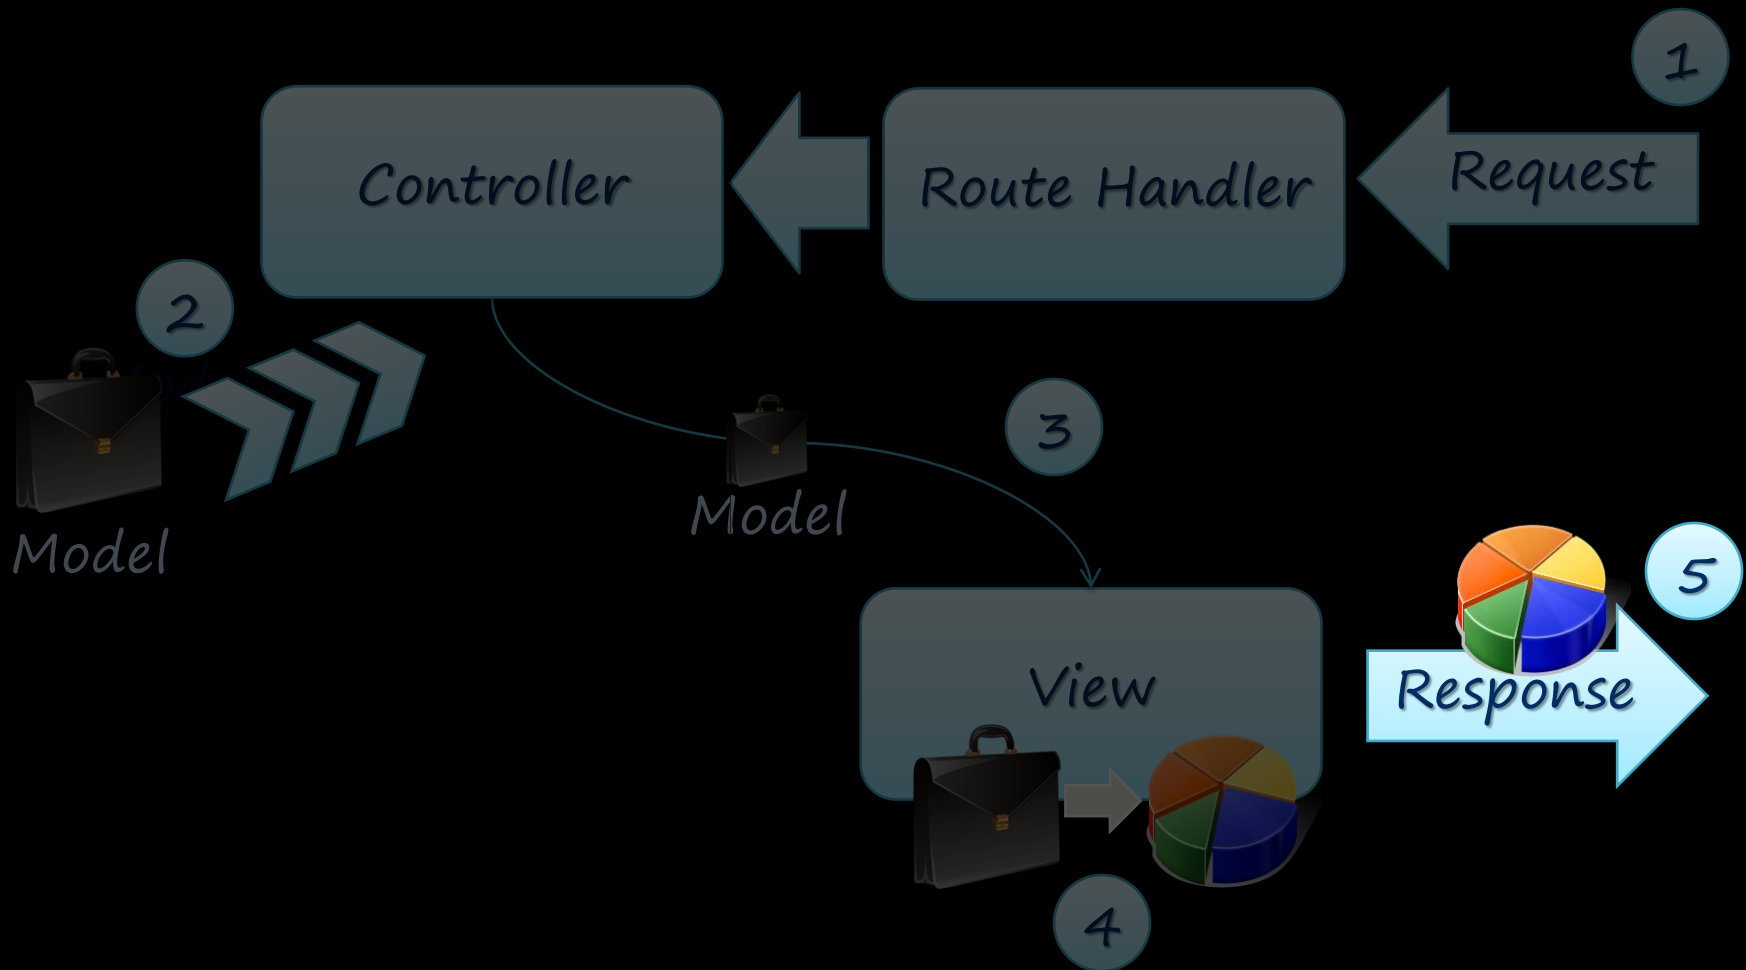 1
Controller
Route Handler
Request
2
3
Model
Model
5
View
Response
4